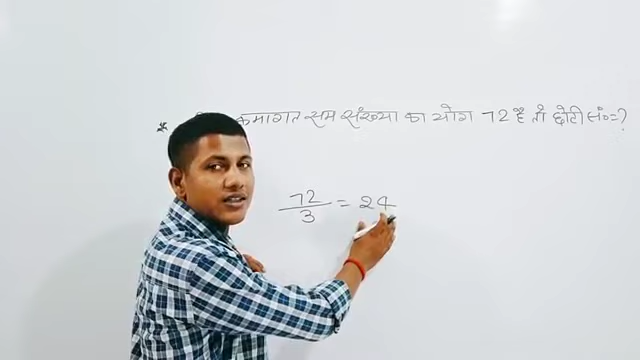 क्रमागत सम संख्या का योग 72 है तो छोटी सं०=?
72/3 = 24